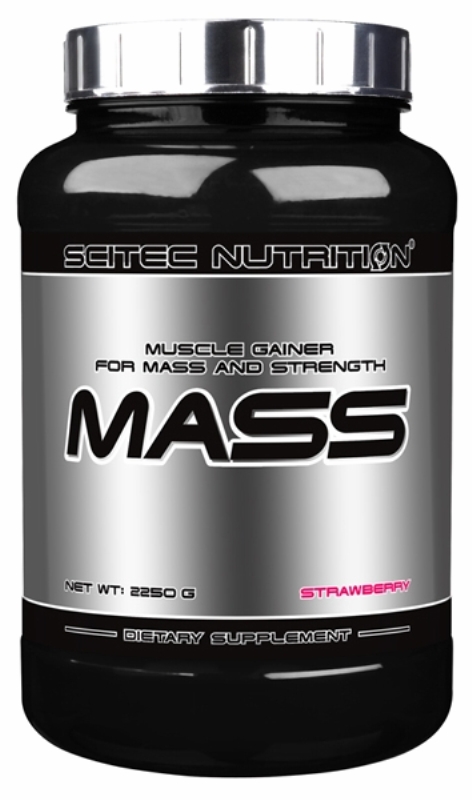 SCITEC NUTRITION®
MUSCLE GAINER
FOR MASS AND STRENGTH
MASS
NET WT: 2250 G
STRAWBERRY
DIETARY SUPPLEMENT